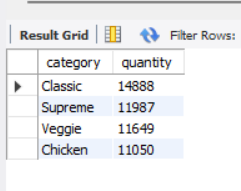 Result Grid Filter Rows:
category quantity
Classic 14888
Supreme 11987
Veggie 11649
Chicken 11050